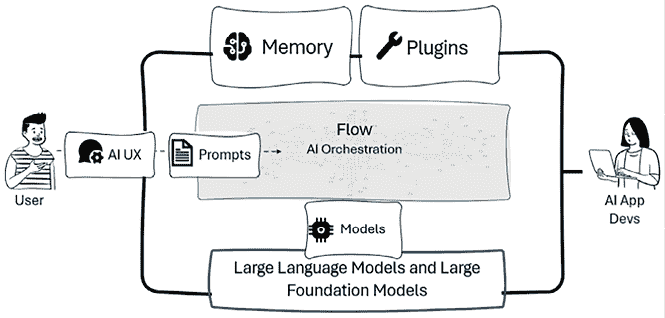 Memory
Plugins
Flow
AI Orchestration
AI UX
Prompts
User
AI App
Devs
Models
Large Language Models and Large
Foundation Models